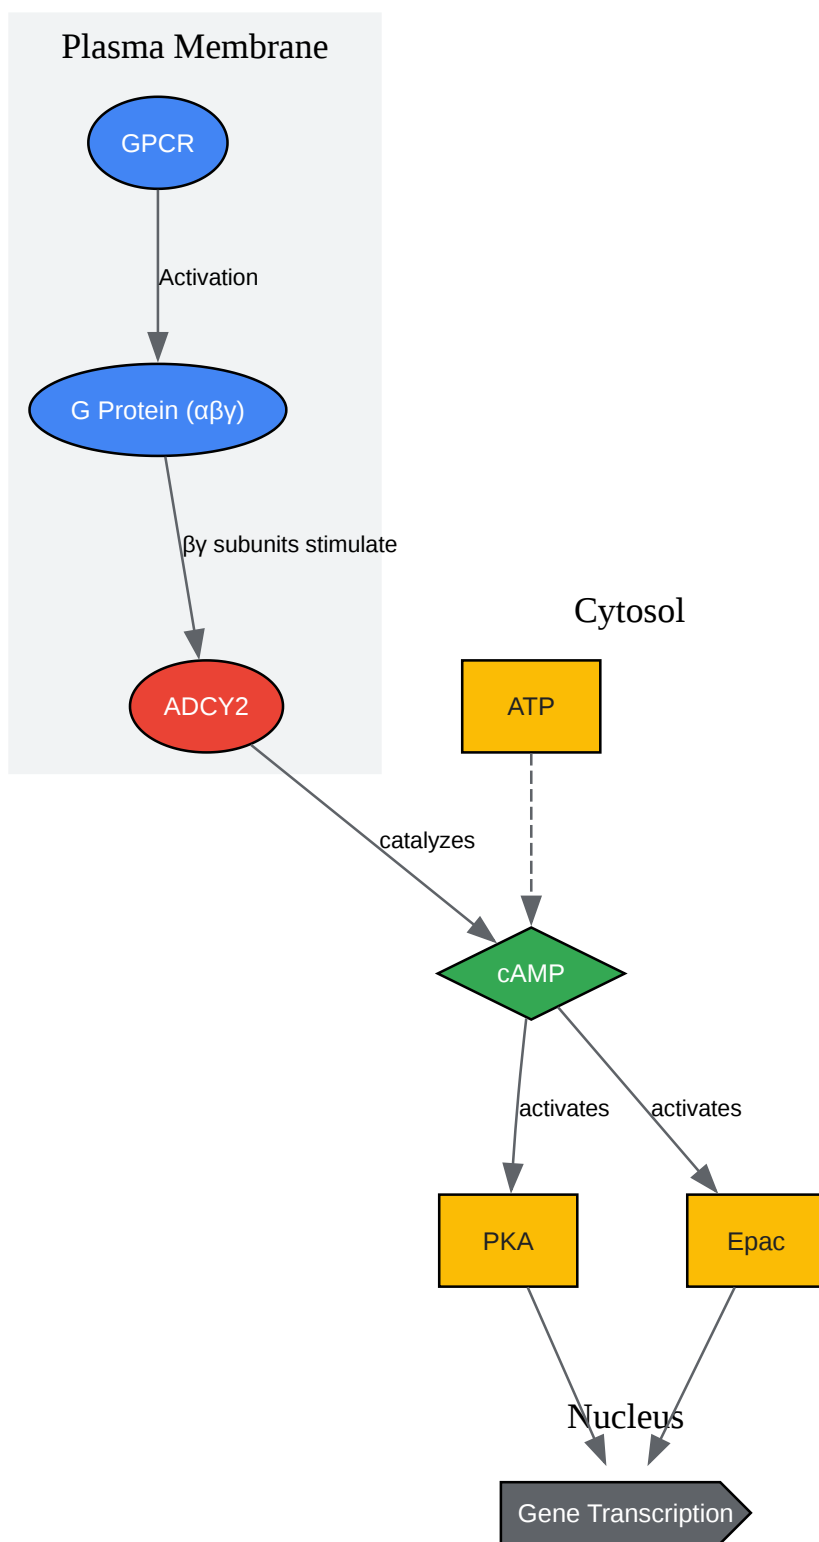 Plasma Membrane
GPCR
Activation
G Protein (αβγ)
βγ subunits stimulate
Cytosol
ADCY2
ATP
catalyzes
cAMP
activates
activates
PKA
Epac
Nucleus
Gene Transcription